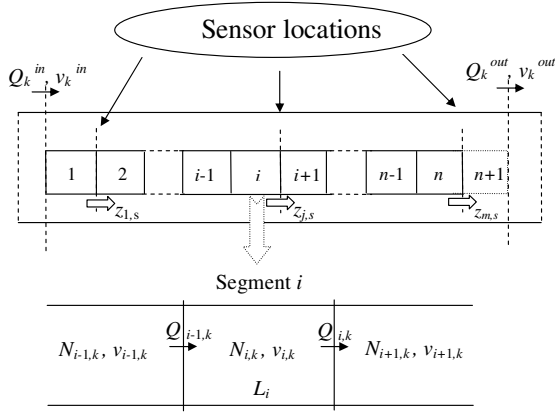 Sensor locations
Q_k^in, v_k^in
Q_k^out, v_k^out
1 2 i-1 i i+1 n-1 n n+1
z_1,s z_j,s z_m,s
Segment i
Q_i-1,k Q_i,k
N_i-1,k, v_i-1,k N_i,k, v_i,k N_i+1,k, v_i+1,k
L_i